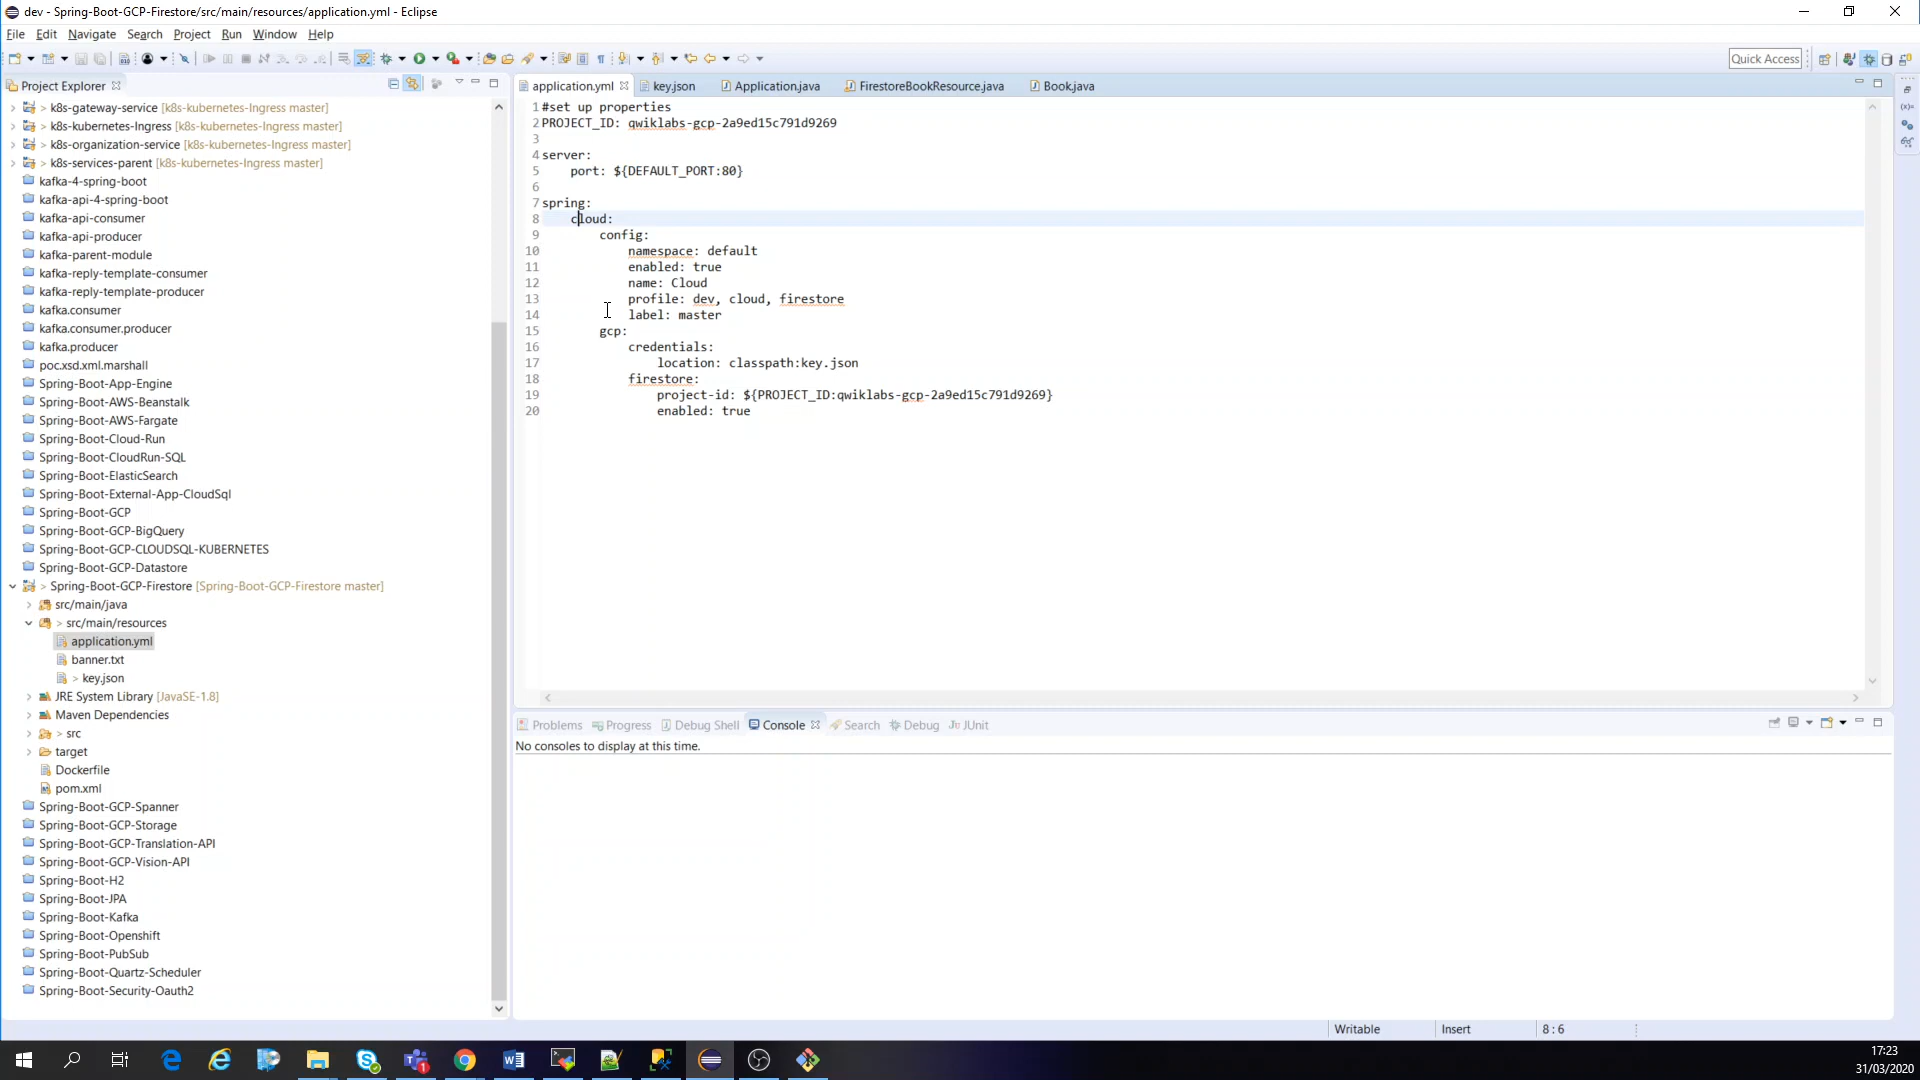 dev - Spring-Boot-GCP-Firestore/src/main/resources/application.yml - Eclipse
File Edit Navigate Search Project Run Window Help
Quick Access
Project Explorer
application.yml
key.json
Application.java
FirestoreBookResource.java
Book.java
> k8s-gateway-service [k8s-kubernetes-Ingress master]
> k8s-kubernetes-Ingress [k8s-kubernetes-Ingress master]
> k8s-organization-service [k8s-kubernetes-Ingress master]
> k8s-services-parent [k8s-kubernetes-Ingress master]
kafka-4-spring-boot
kafka-api-4-spring-boot
kafka-api-consumer
kafka-api-producer
kafka-parent-module
kafka-reply-template-consumer
kafka-reply-template-producer
kafka.consumer
kafka.consumer.producer
kafka.producer
poc.xsd.xml.marshall
Spring-Boot-App-Engine
Spring-Boot-AWS-Beanstalk
Spring-Boot-AWS-Fargate
Spring-Boot-Cloud-Run
Spring-Boot-CloudRun-SQL
Spring-Boot-ElasticSearch
Spring-Boot-External-App-CloudSql
Spring-Boot-GCP
Spring-Boot-GCP-BigQuery
Spring-Boot-GCP-CLOUDSQL-KUBERNETES
Spring-Boot-GCP-Datastore
> Spring-Boot-GCP-Firestore [Spring-Boot-GCP-Firestore master]
src/main/java
> src/main/resources
application.yml
banner.txt
> key.json
JRE System Library [JavaSE-1.8]
Maven Dependencies
> src
target
Dockerfile
pom.xml
Spring-Boot-GCP-Spanner
Spring-Boot-GCP-Storage
Spring-Boot-GCP-Translation-API
Spring-Boot-GCP-Vision-API
Spring-Boot-H2
Spring-Boot-JPA
Spring-Boot-Kafka
Spring-Boot-Openshift
Spring-Boot-PubSub
Spring-Boot-Quartz-Scheduler
Spring-Boot-Security-Oauth2
1 #set up properties
2 PROJECT_ID: qwiklabs-gcp-2a9ed15c791d9269
3
4 server:
5 port: ${DEFAULT_PORT:80}
6
7 spring:
8 cloud:
9 config:
10 namespace: default
11 enabled: true
12 name: Cloud
13 profile: dev, cloud, firestore
14 label: master
15 gcp:
16 credentials:
17 location: classpath:key.json
18 firestore:
19 project-id: ${PROJECT_ID:qwiklabs-gcp-2a9ed15c791d9269}
20 enabled: true
Problems Progress Debug Shell Console Search Debug JUnit
No consoles to display at this time.
Writable Insert 8 : 6
17:23
31/03/2020